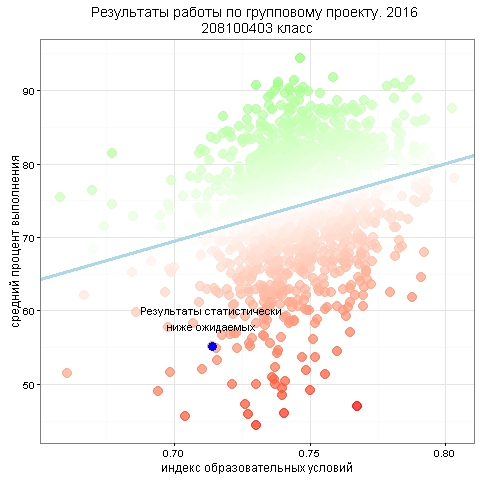 Результаты работы по групповому проекту. 2016
208100403 класс
средний процент выполнения
90
80
70
60
50
Результаты статистически
ниже ожидаемых
0.70
0.75
0.80
индекс образовательных условий